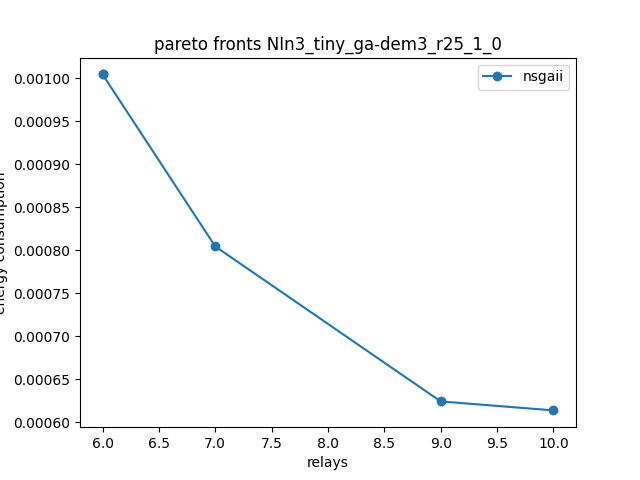 pareto fronts NIn3_tiny_ga-dem3_r25_1_0
nsgaii
0.00100
0.00095
0.00090
0.00085
0.00080
0.00075
0.00070
0.00065
0.00060
energy consumption
6.0 6.5 7.0 7.5 8.0 8.5 9.0 9.5 10.0
relays